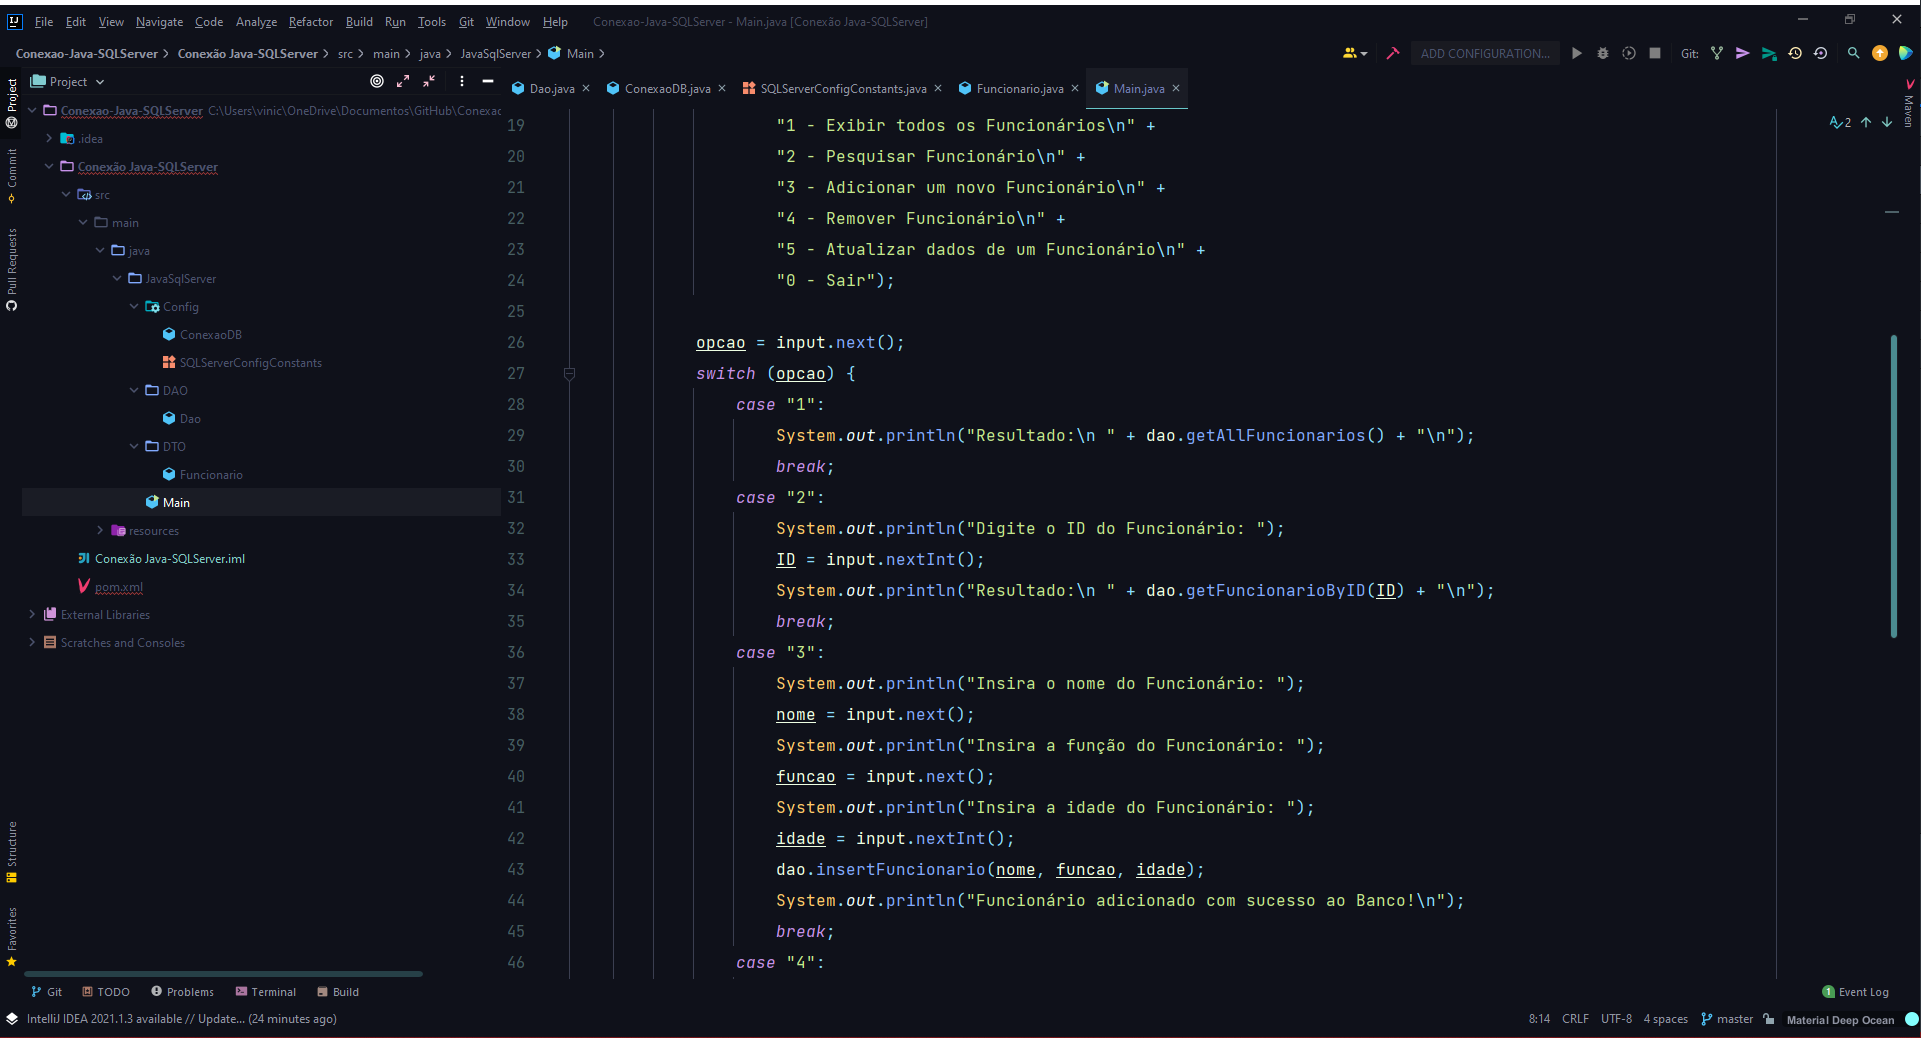 File Edit View Navigate Code Analyze Refactor Build Run Tools Git Window Help Conexao-Java-SQLServer - Main.java [Conexão Java-SQLServer]
Conexao-Java-SQLServer Conexão Java-SQLServer src main java JavaSqlServer Main ADD CONFIGURATION... Git:
Project
Dao.java ConexaoDB.java SQLServerConfigConstants.java Funcionario.java Main.java
Project
Commit
Pull Requests
Structure
Favorites
Conexao-Java-SQLServer C:\Users\vinic\OneDrive\Documentos\GitHub\Conexac
.idea
Conexão Java-SQLServer
src
main
java
JavaSqlServer
Config
ConexaoDB
SQLServerConfigConstants
DAO
Dao
DTO
Funcionario
Main
resources
Conexão Java-SQLServer.iml
pom.xml
External Libraries
Scratches and Consoles
19 "1 - Exibir todos os Funcionários\n" +
20 "2 - Pesquisar Funcionário\n" +
21 "3 - Adicionar um novo Funcionário\n" +
22 "4 - Remover Funcionário\n" +
23 "5 - Atualizar dados de um Funcionário\n" +
24 "0 - Sair");
25
26 opcao = input.next();
27 switch (opcao) {
28 case "1":
29 System.out.println("Resultado:\n " + dao.getAllFuncionarios() + "\n");
30 break;
31 case "2":
32 System.out.println("Digite o ID do Funcionário: ");
33 ID = input.nextInt();
34 System.out.println("Resultado:\n " + dao.getFuncionarioByID(ID) + "\n");
35 break;
36 case "3":
37 System.out.println("Insira o nome do Funcionário: ");
38 nome = input.next();
39 System.out.println("Insira a função do Funcionário: ");
40 funcao = input.next();
41 System.out.println("Insira a idade do Funcionário: ");
42 idade = input.nextInt();
43 dao.insertFuncionario(nome, funcao, idade);
44 System.out.println("Funcionário adicionado com sucesso ao Banco!\n");
45 break;
46 case "4":
2
Maven
Git TODO Problems Terminal Build 1 Event Log
IntelliJ IDEA 2021.1.3 available // Update... (24 minutes ago) 8:14 CRLF UTF-8 4 spaces master Material Deep Ocean